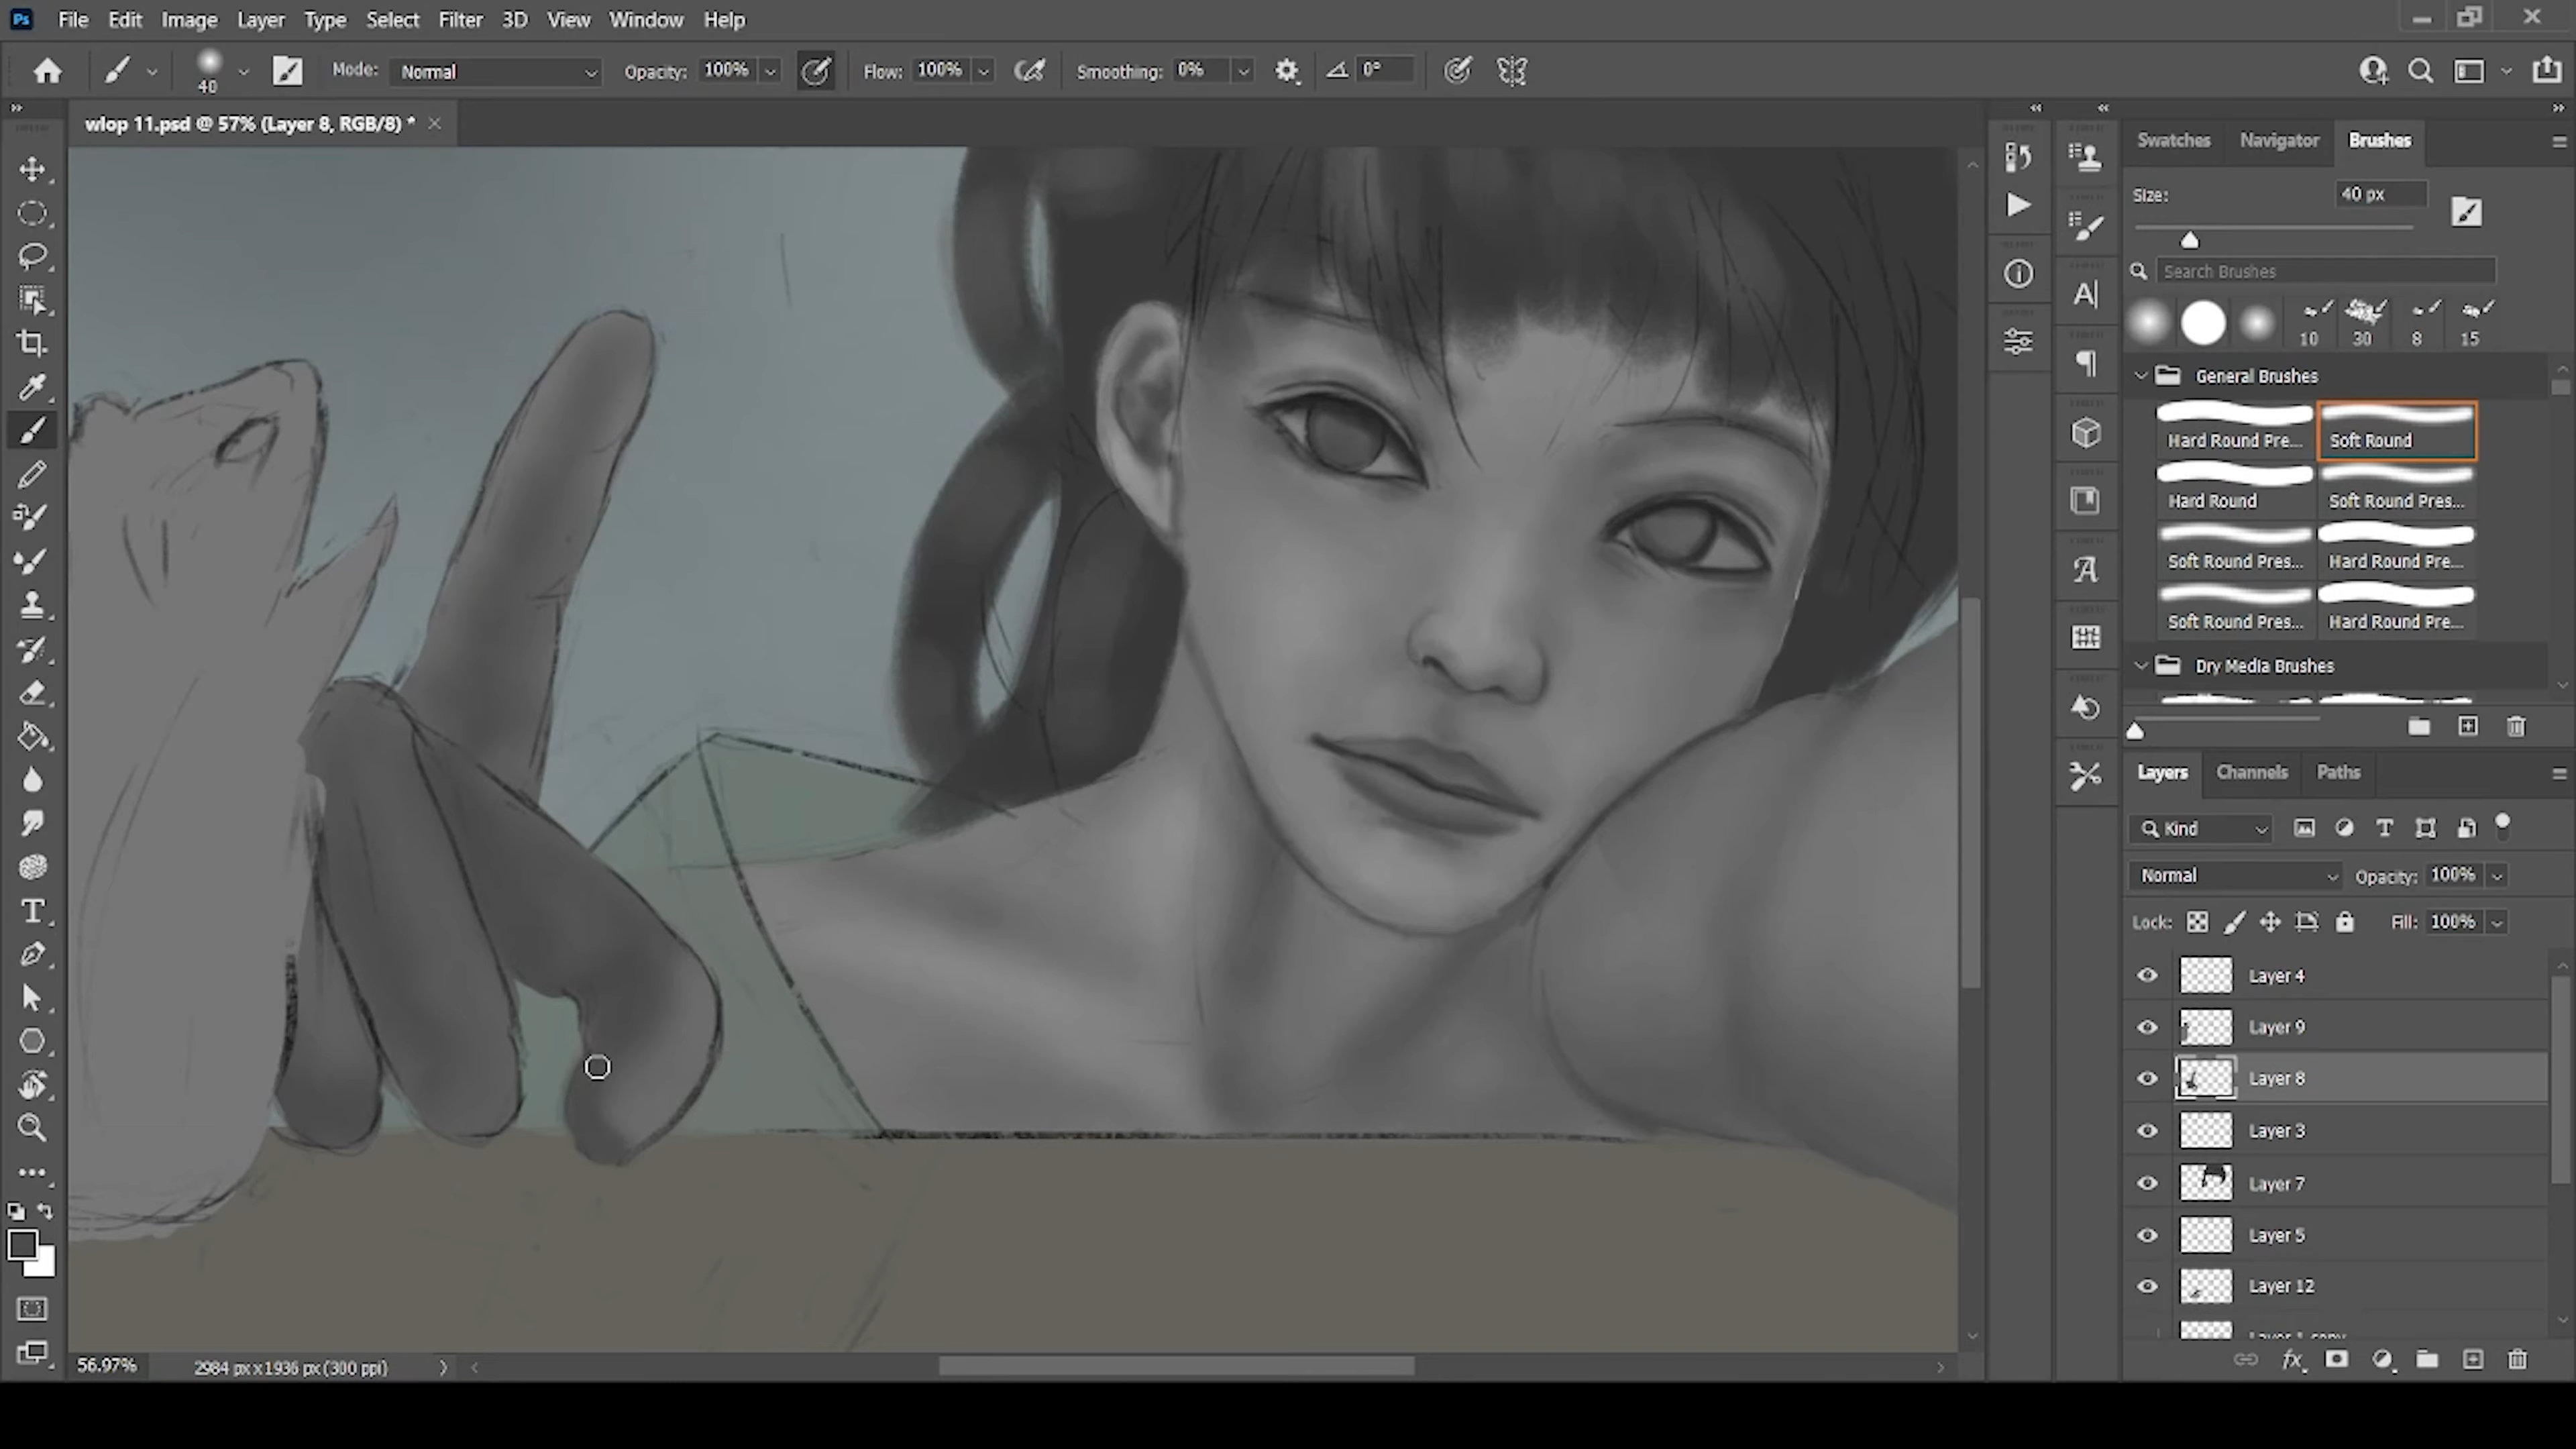 Ps File Edit Image Layer Type Select Filter 3D View Window Help
40 Mode: Normal Opacity: 100% Flow: 100% Smoothing: 0% 0°
wlop 11.psd @ 57% (Layer 8, RGB/8) *
Swatches Navigator Brushes
Size: 40 px
Search Brushes
10 30 8 15
General Brushes
Hard Round Pre... Soft Round
Hard Round Soft Round Pres...
Soft Round Pres... Hard Round Pre...
Soft Round Pres... Hard Round Pre...
Dry Media Brushes
Layers Channels Paths
Kind
Normal Opacity: 100%
Lock: Fill: 100%
Layer 4
Layer 9
Layer 8
Layer 3
Layer 7
Layer 5
Layer 12
Layer 1 copy
56.97% 2984 px x 1936 px (300 ppi)